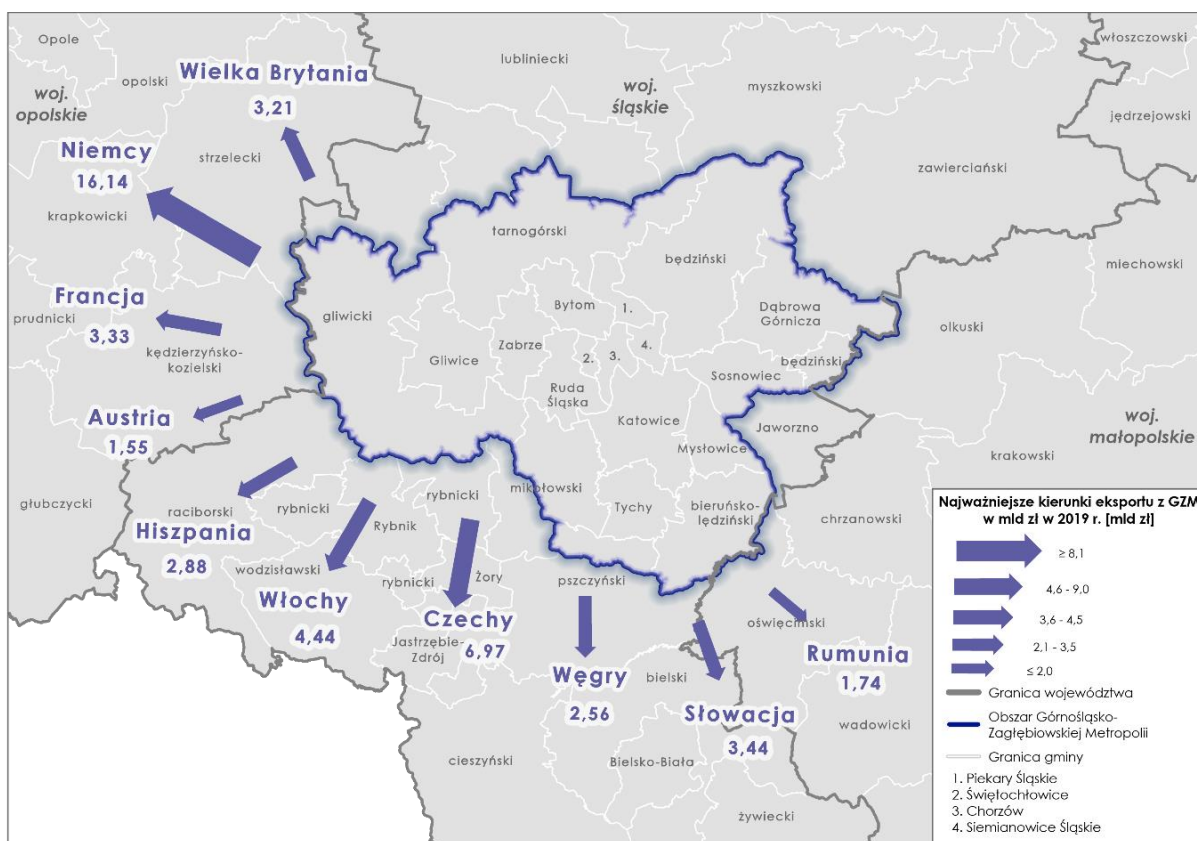 Opole
opolski
woj.
opolskie
Wielka Brytania
3,21
lubliniecki
woj.
śląskie
myszkowski
włoszczowski
jędrzejowski
Niemcy
16,14
strzelecki
krapkowicki
zawierciański
tarnogórski
będziński
miechowski
Francja
3,33
prudnicki
kędzierzyńsko-
kozielski
gliwicki
Bytom
1.
Dąbrowa
Górnicza
olkuski
Gliwice
Zabrze
2.
3.
4.
będziński
Sosnowiec
Ruda
Śląska
Austria
1,55
Katowice
Jaworzno
woj.
małopolskie
Mysłowice
krakowski
głubczycki
raciborski
Hiszpania
2,88
rybnicki
Rybnik
rybnicki
mikołowski
Tychy
bieruńsko-
lędziński
chrzanowski
wodzisławski
Włochy
4,44
rybnicki
Żory
pszczyński
Czechy
6,97
Jastrzębie-
Zdrój
oświęcimski
Rumunia
1,74
Węgry
2,56
bielski
Słowacja
3,44
wadowicki
cieszyński
Bielsko-Biała
żywiecki
Najważniejsze kierunki eksportu z GZM
w mld zł w 2019 r. [mld zł]
≥ 8,1
4,6 - 9,0
3,6 - 4,5
2,1 - 3,5
≤ 2,0
Granica województwa
Obszar Górnośląsko-
Zagłębiowskiej Metropolii
Granica gminy
1. Piekary Śląskie
2. Świętochłowice
3. Chorzów
4. Siemianowice Śląskie